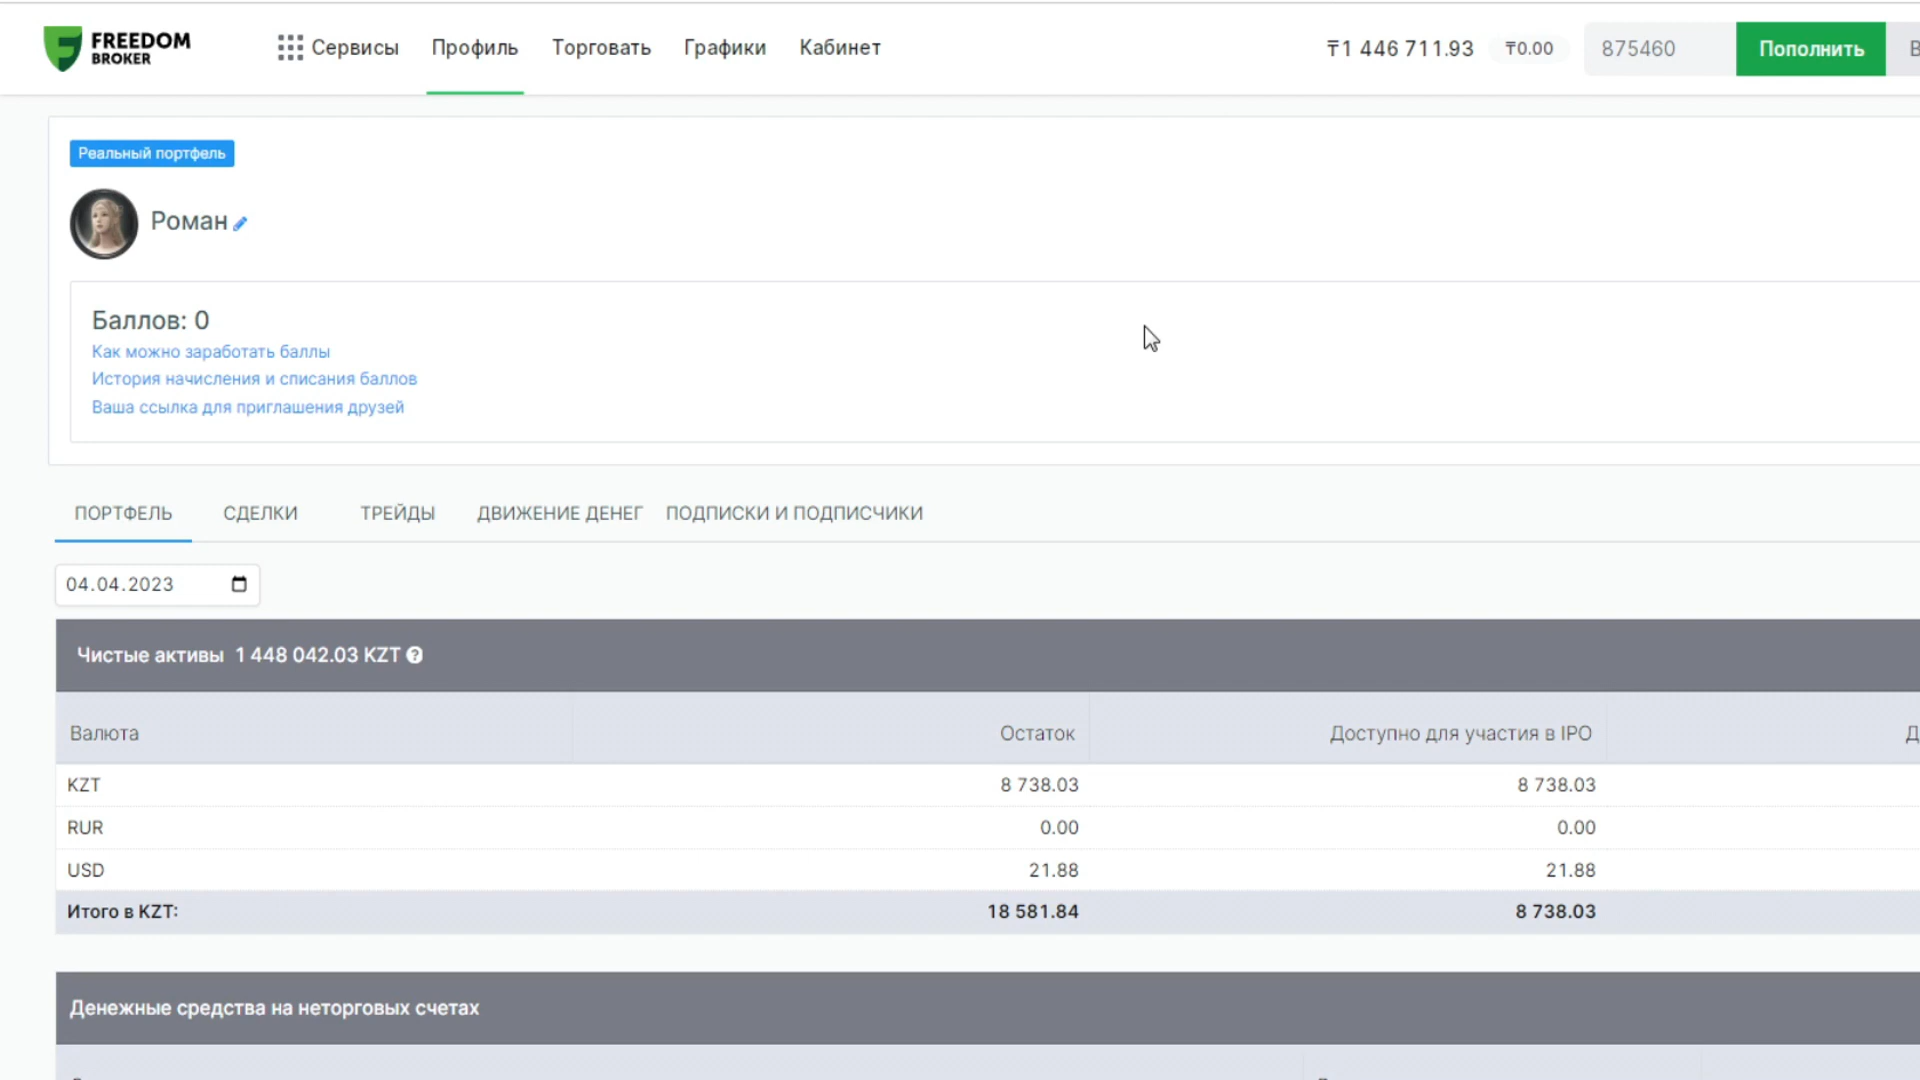 FREEDOM
BROKER
Сервисы
Профиль
Торговать
Графики
Кабинет
₸1 446 711.93
₸0.00
875460
Пополнить
Реальный портфель
Роман
Баллов: 0
Как можно заработать баллы
История начисления и списания баллов
Ваша ссылка для приглашения друзей
ПОРТФЕЛЬ
СДЕЛКИ
ТРЕЙДЫ
ДВИЖЕНИЕ ДЕНЕГ
ПОДПИСКИ И ПОДПИСЧИКИ
04.04.2023
Чистые активы 1 448 042.03 KZT
Валюта
Остаток
Доступно для участия в IPO
KZT
8 738.03
8 738.03
RUR
0.00
0.00
USD
21.88
21.88
Итого в KZT:
18 581.84
8 738.03
Денежные средства на неторговых счетах